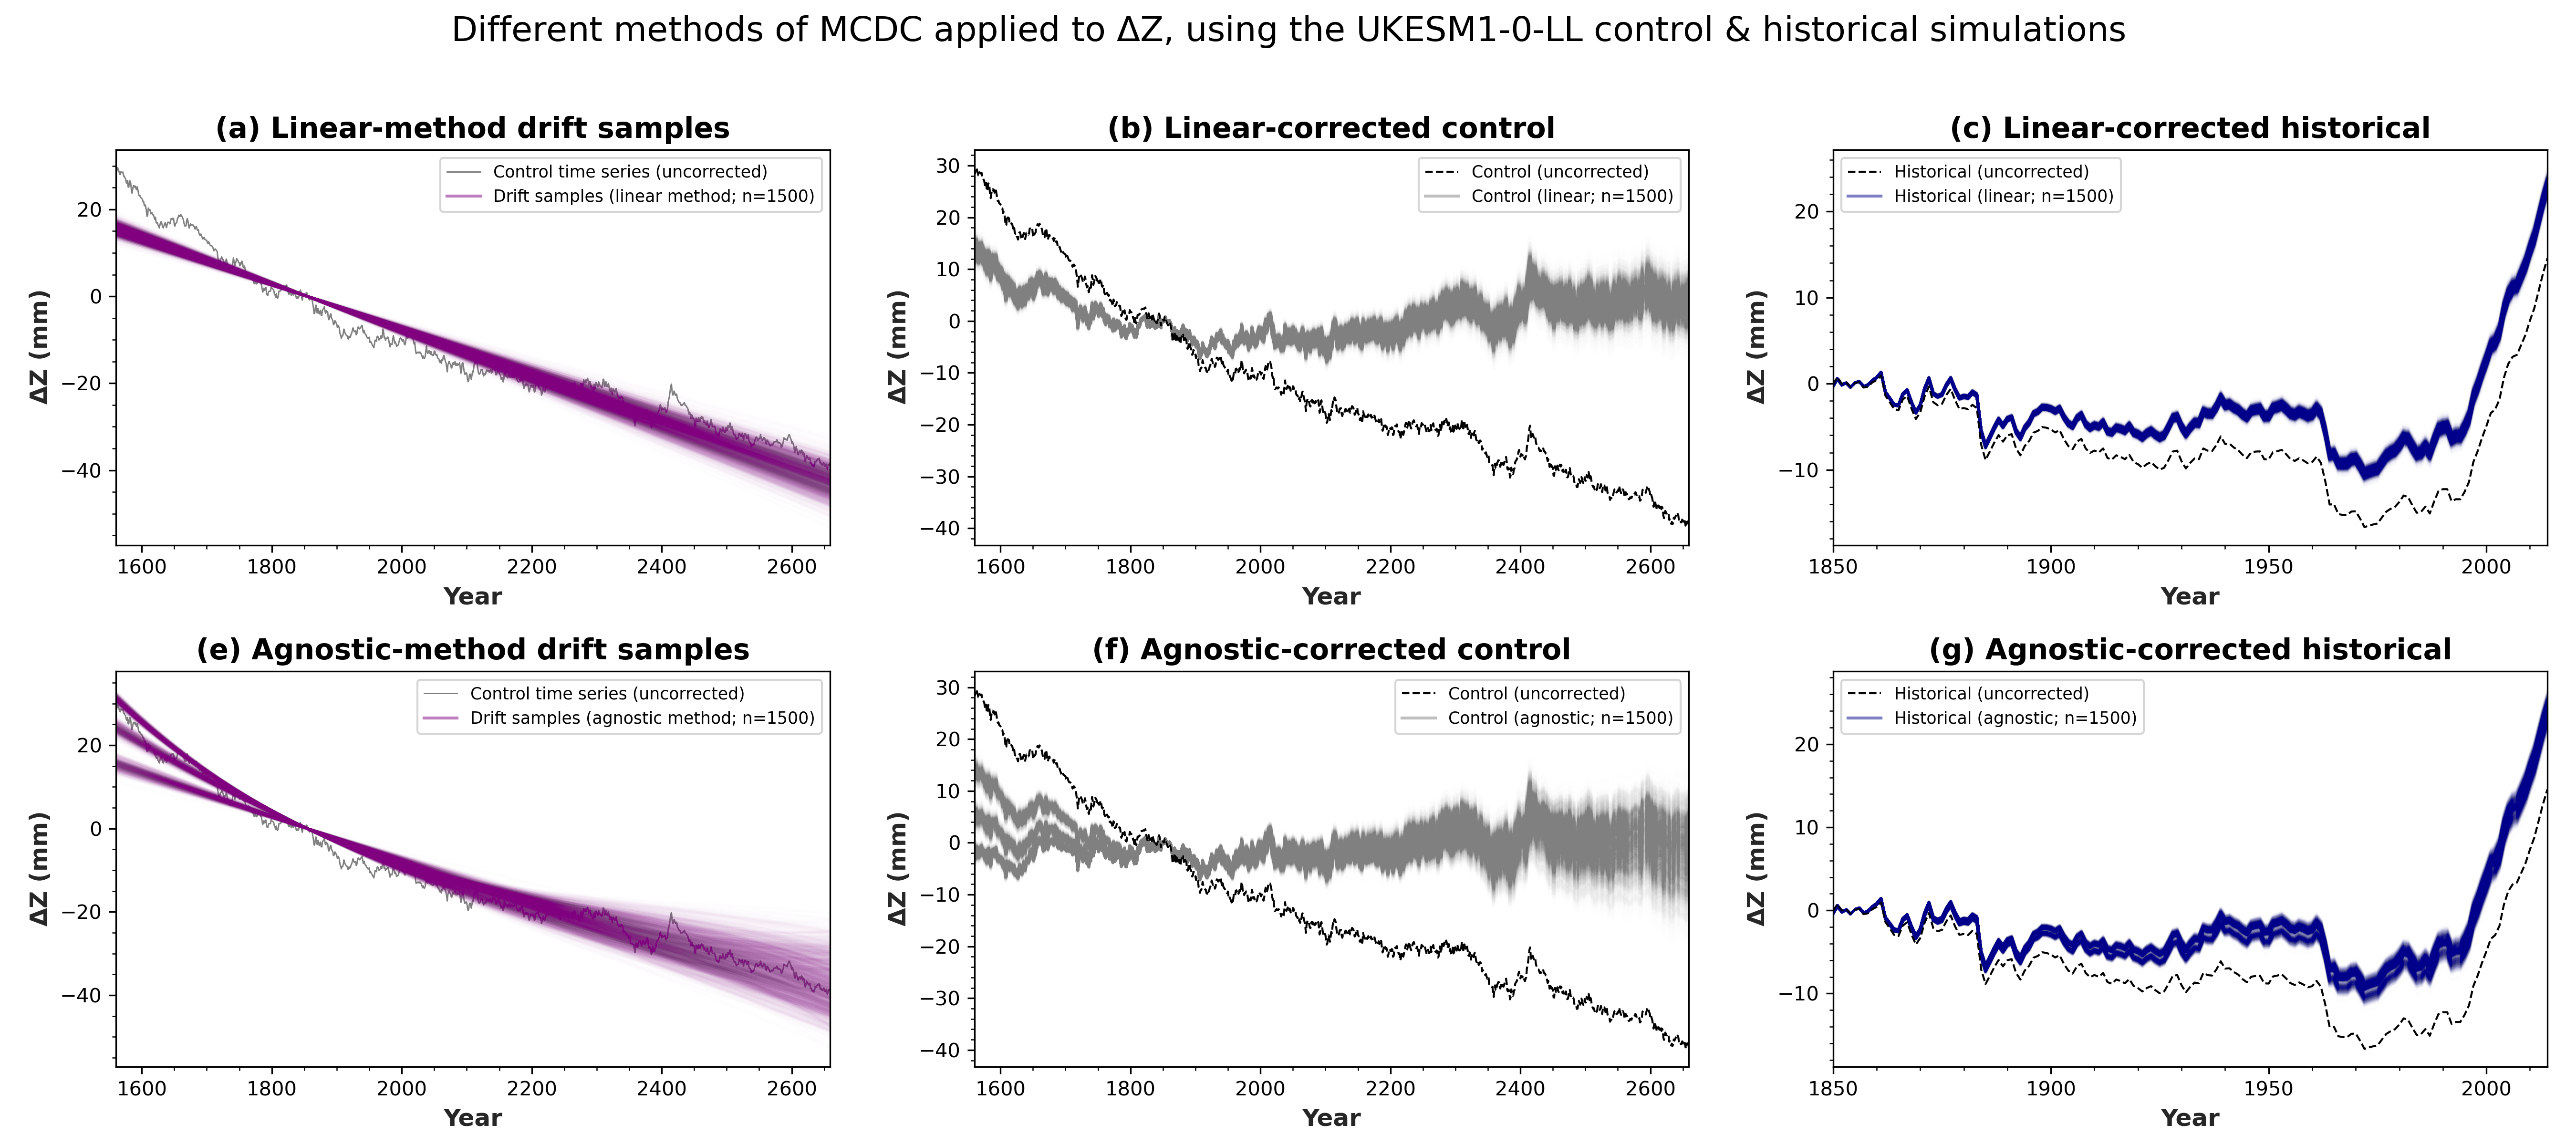 Different methods of MCDC applied to ΔZ, using the UKESM1-0-LL control & historical simulations
(a) Linear-method drift samples
Control time series (uncorrected)
Drift samples (linear method; n=1500)
20
0
−20
−40
ΔZ (mm)
1600 1800 2000 2200 2400 2600
Year
(b) Linear-corrected control
Control (uncorrected)
Control (linear; n=1500)
30
20
10
0
−10
−20
−30
−40
ΔZ (mm)
1600 1800 2000 2200 2400 2600
Year
(c) Linear-corrected historical
Historical (uncorrected)
Historical (linear; n=1500)
20
10
0
−10
ΔZ (mm)
1850 1900 1950 2000
Year
(e) Agnostic-method drift samples
Control time series (uncorrected)
Drift samples (agnostic method; n=1500)
20
0
−20
−40
ΔZ (mm)
1600 1800 2000 2200 2400 2600
Year
(f) Agnostic-corrected control
Control (uncorrected)
Control (agnostic; n=1500)
30
20
10
0
−10
−20
−30
−40
ΔZ (mm)
1600 1800 2000 2200 2400 2600
Year
(g) Agnostic-corrected historical
Historical (uncorrected)
Historical (agnostic; n=1500)
20
10
0
−10
ΔZ (mm)
1850 1900 1950 2000
Year